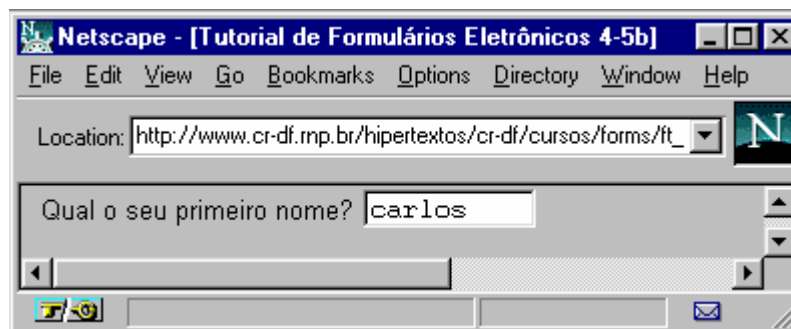 Netscape - [Tutorial de Formulários Eletrônicos 4-5b]
File Edit View Go Bookmarks Options Directory Window Help
Location: http://www.cr-df.rnp.br/hipertextos/cr-df/cursos/forms/ft_
N
Qual o seu primeiro nome? carlos